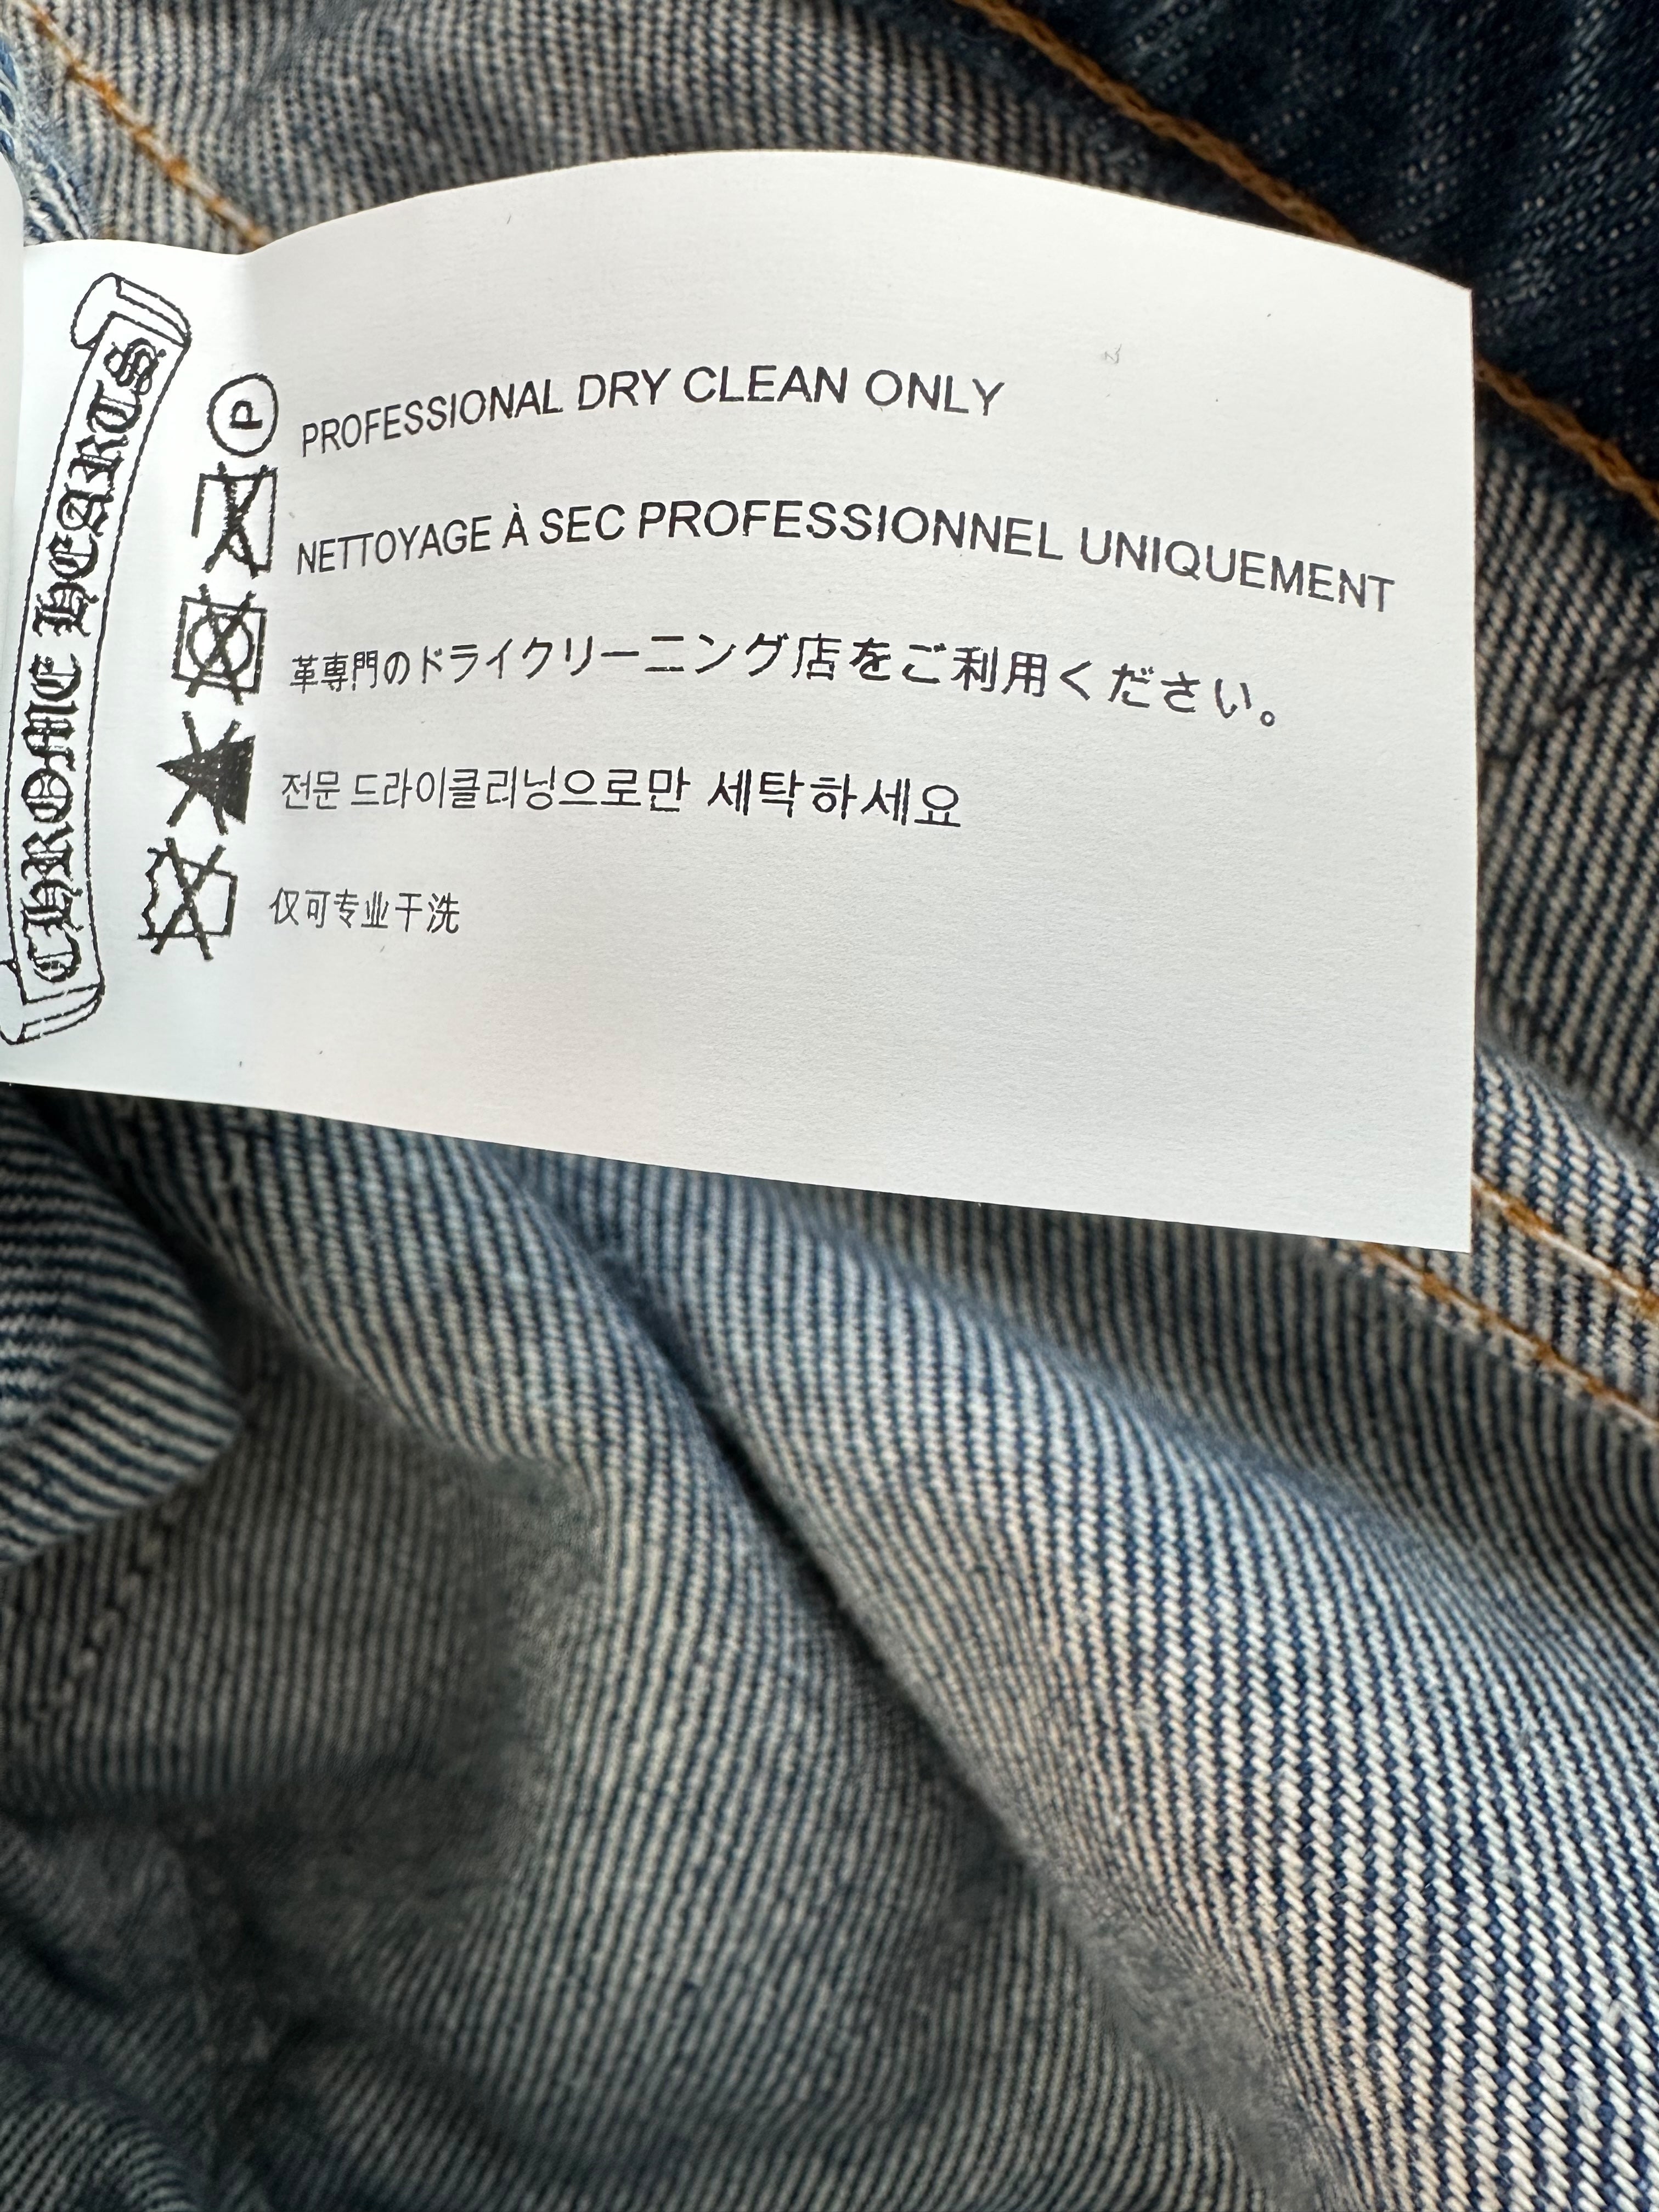 CHROME HEARTS
P
PROFESSIONAL DRY CLEAN ONLY
NETTOYAGE À SEC PROFESSIONNEL UNIQUEMENT
革専門のドライクリーニング店をご利用ください。
전문 드라이클리닝으로만 세탁하세요
仅可专业干洗